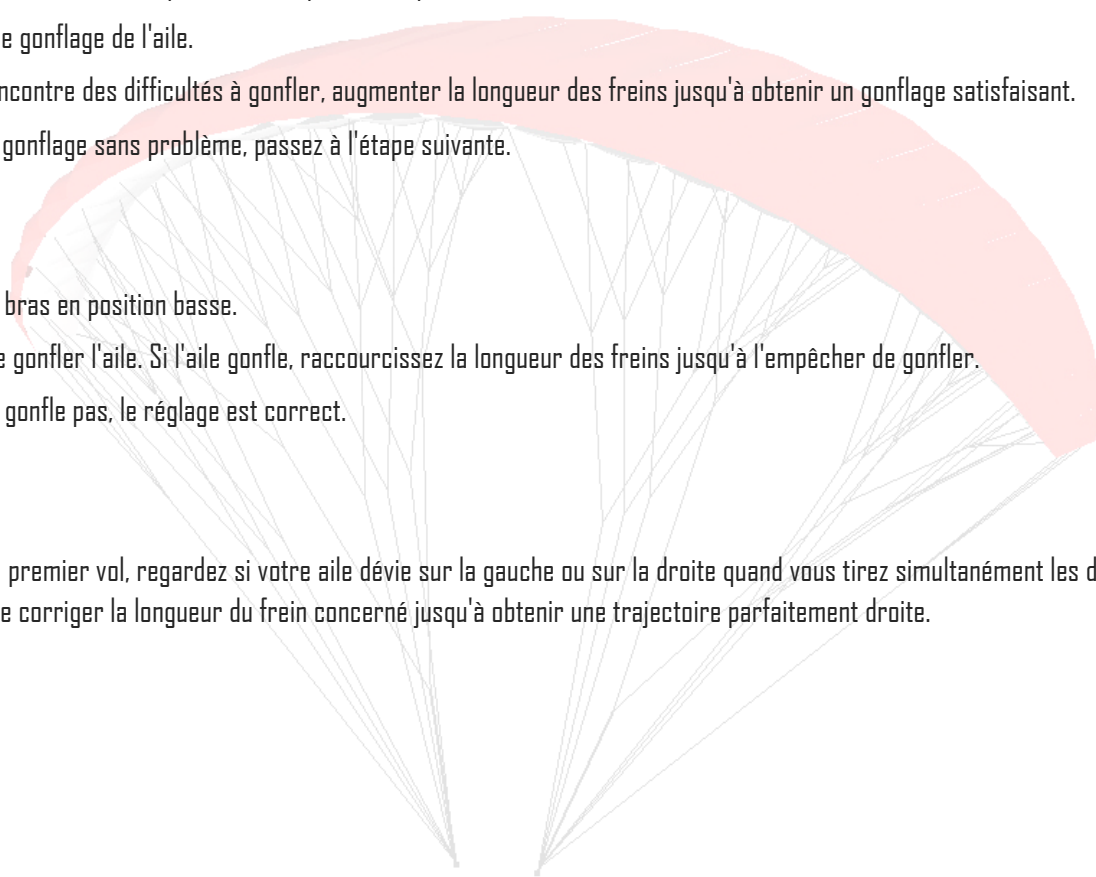 e gonflage de l'aile.
ncontre des difficultés à gonfler, augmenter la longueur des freins jusqu'à obtenir un gonflage satisfaisant.
gonflage sans problème, passez à l'étape suivante.
bras en position basse.
e gonfler l'aile. Si l'aile gonfle, raccourcissez la longueur des freins jusqu'à l'empêcher de gonfler.
gonfle pas, le réglage est correct.
premier vol, regardez si votre aile dévie sur la gauche ou sur la droite quand vous tirez simultanément les d
e corriger la longueur du frein concerné jusqu'à obtenir une trajectoire parfaitement droite.